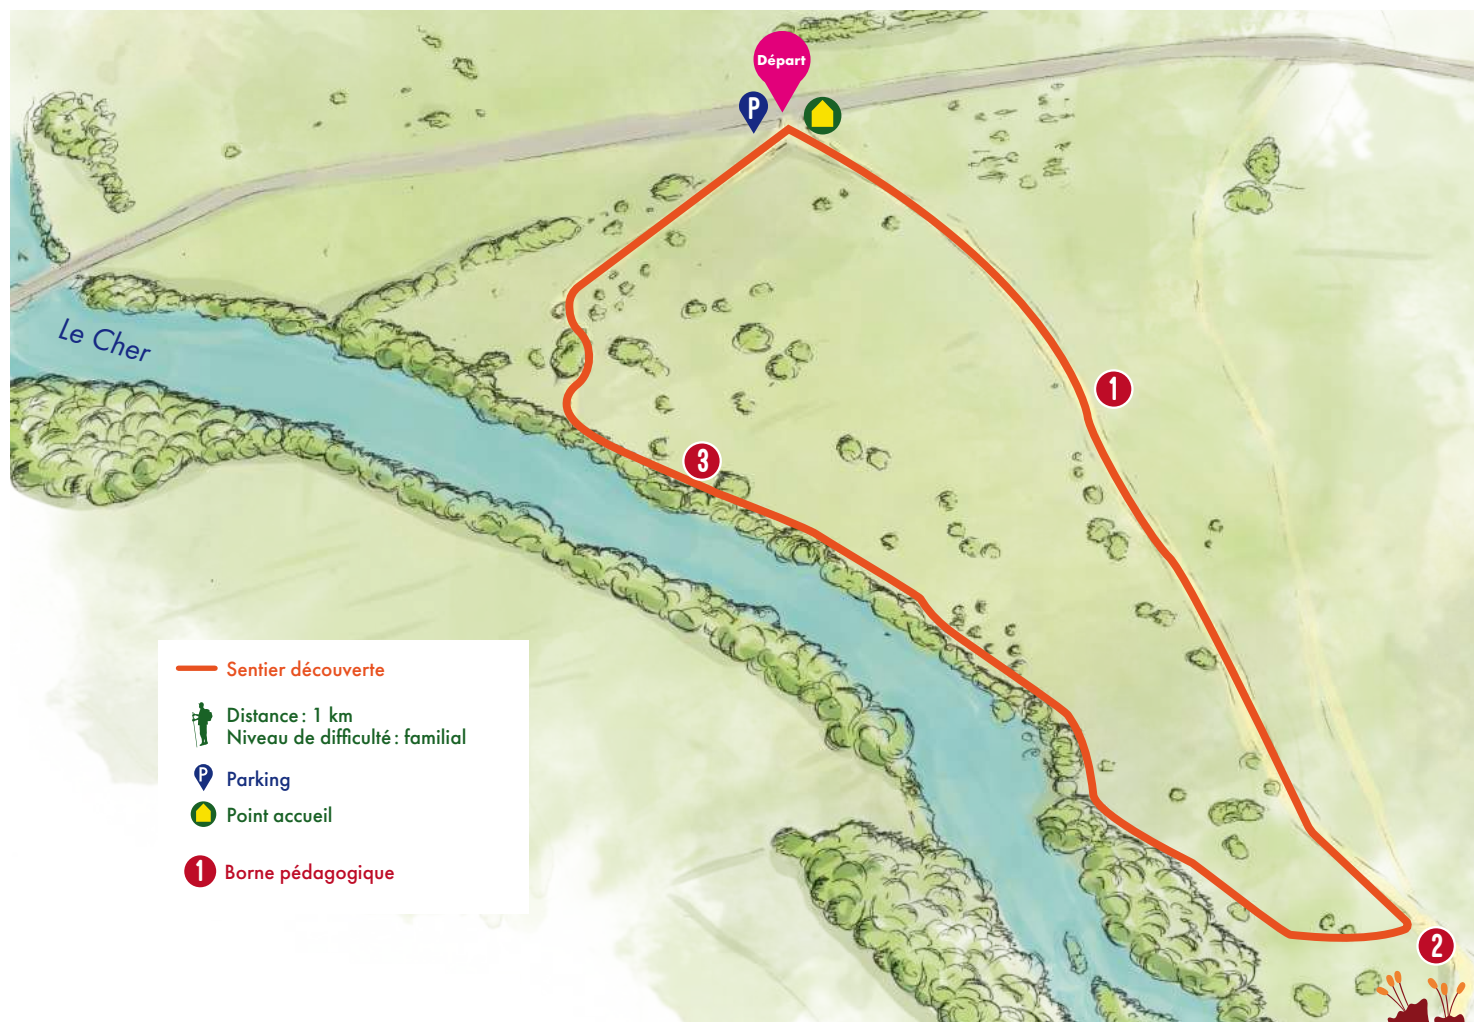 Départ
P
Le Cher
1
3
2
Sentier découverte
Distance : 1 km
Niveau de difficulté : familial
P Parking
Point accueil
1 Borne pédagogique